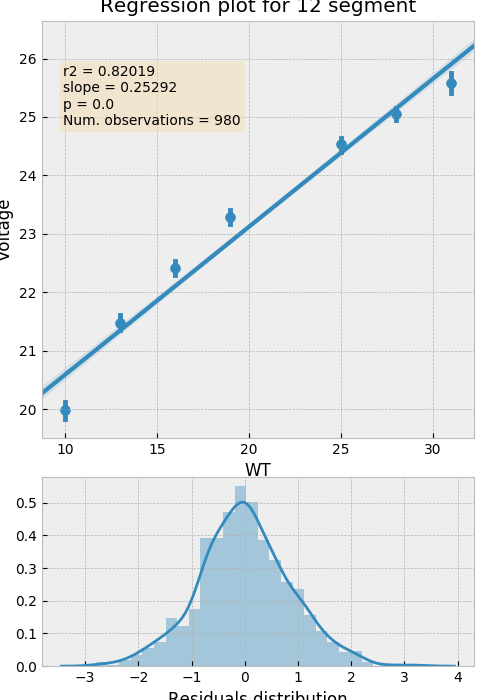 Regression plot for 12 segment
r2 = 0.82019
slope = 0.25292
p = 0.0
Num. observations = 980
26
25
24
23
22
21
20
Voltage
10 15 20 25 30
WT
0.5
0.4
0.3
0.2
0.1
0.0
−3 −2 −1 0 1 2 3 4
Residuals distribution